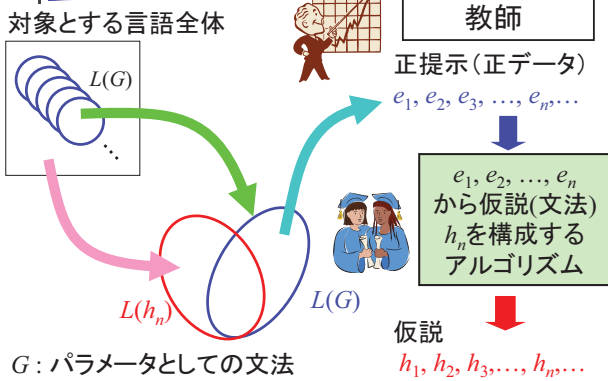 対象とする言語全体
L(G)
教師
正提示(正データ)
e1, e2, e3, …, en,…
e1, e2, …, en
から仮説(文法)
hnを構成する
アルゴリズム
L(hn)
L(G)
仮説
h1, h2, h3,…, hn,…
G : パラメータとしての文法